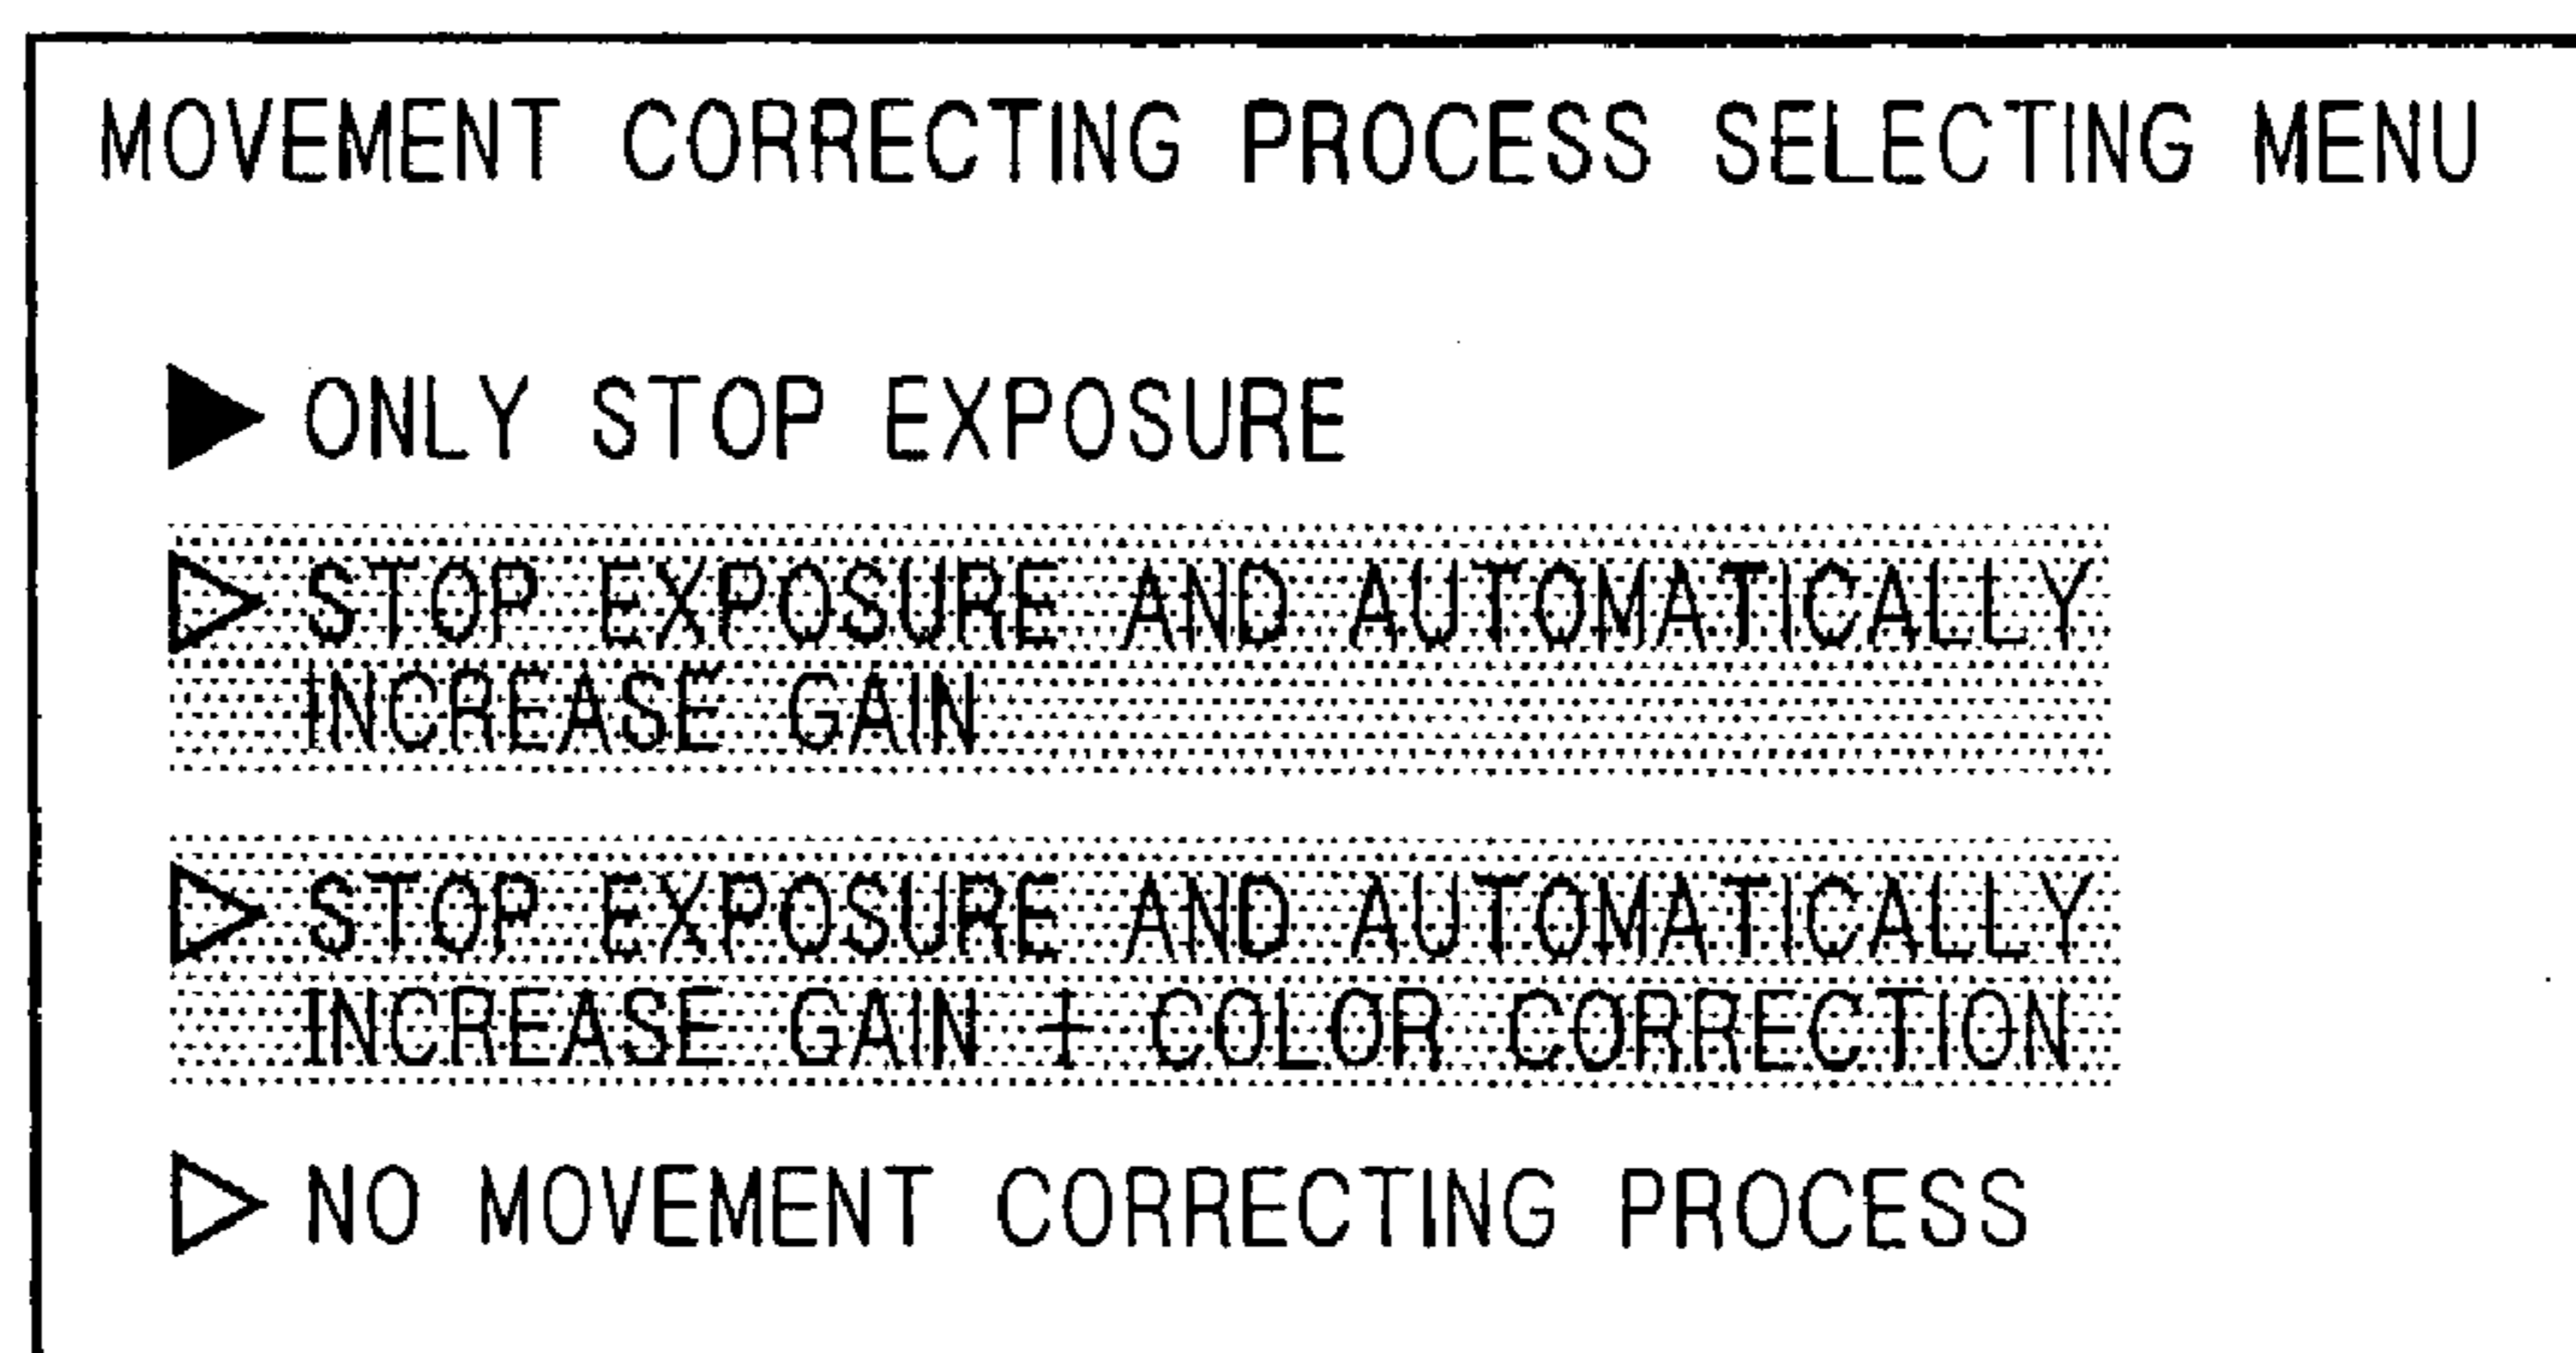 MOVEMENT CORRECTING PROCESS SELECTING MENU
▶ ONLY STOP EXPOSURE
▷ STOP EXPOSURE AND AUTOMATICALLY
INCREASE GAIN
▷ STOP EXPOSURE AND AUTOMATICALLY
INCREASE GAIN + COLOR CORRECTION
▷ NO MOVEMENT CORRECTING PROCESS